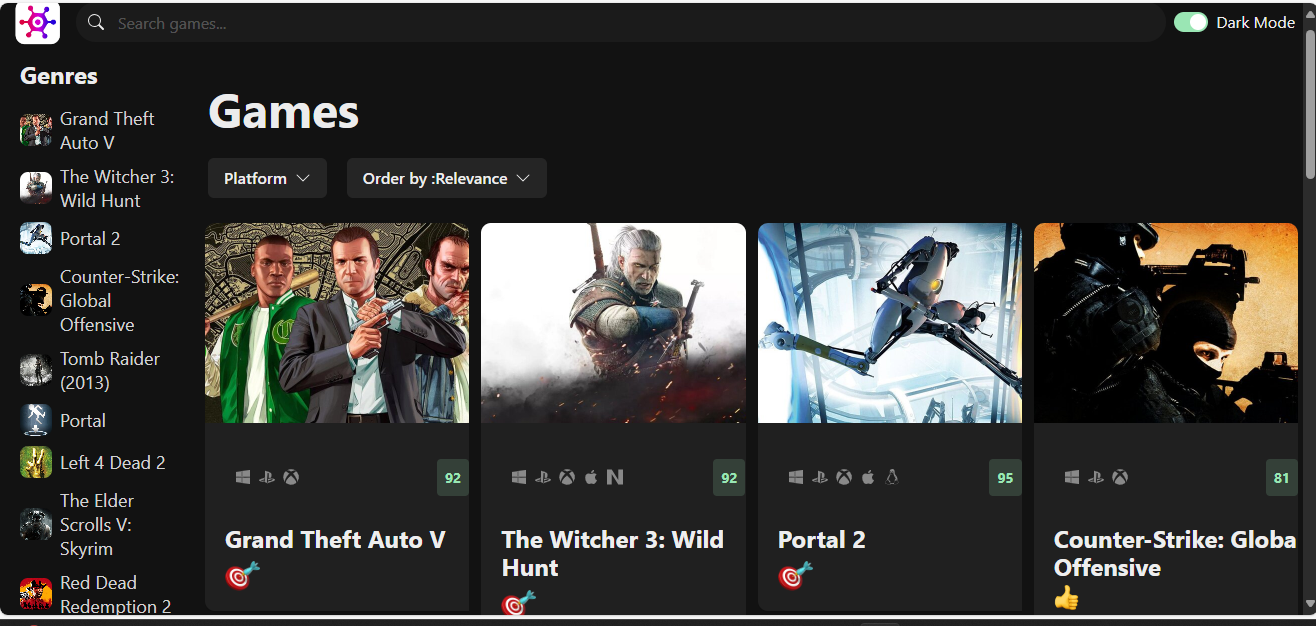 Search games...
Dark Mode
Genres
Grand Theft
Auto V
The Witcher 3:
Wild Hunt
Portal 2
Counter-Strike:
Global
Offensive
Tomb Raider
(2013)
Portal
Left 4 Dead 2
The Elder
Scrolls V:
Skyrim
Red Dead
Redemption 2
Games
Platform
Order by :Relevance
92
Grand Theft Auto V
92
The Witcher 3: Wild
Hunt
95
Portal 2
81
Counter-Strike: Globa
Offensive